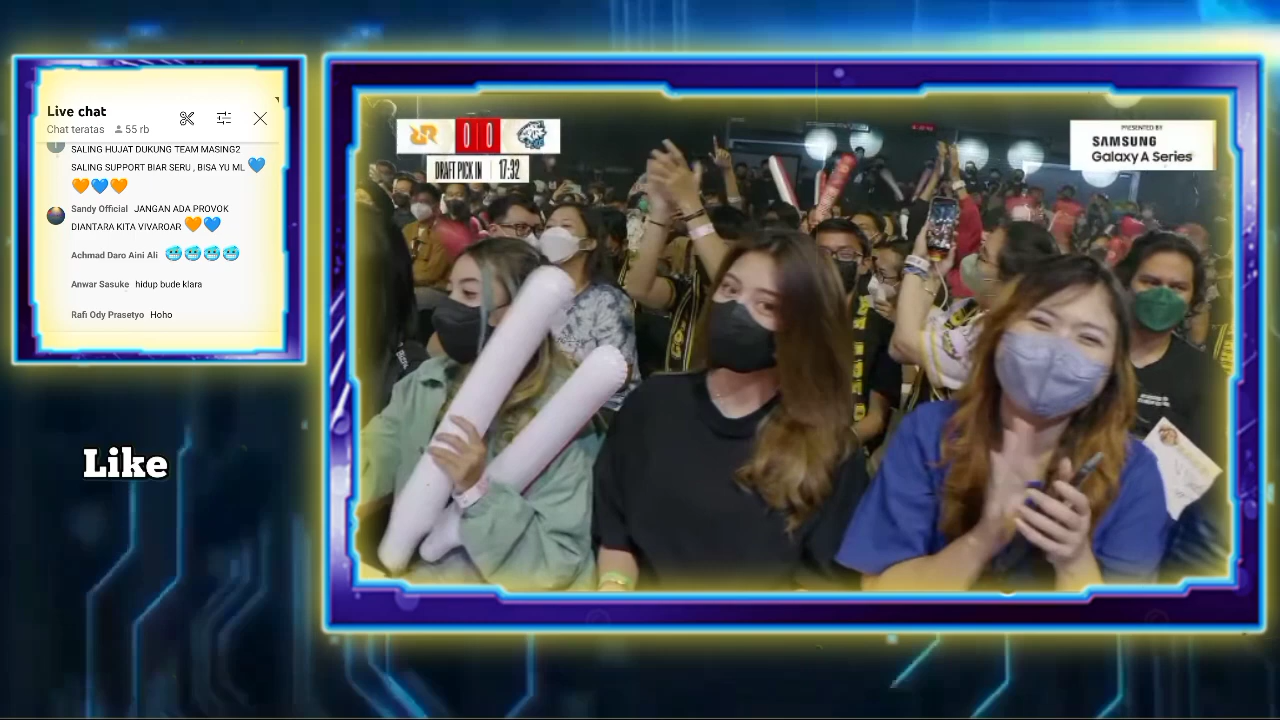 Live chat
Chat teratas 55 rb
SALING HUJAT DUKUNG TEAM MASING2
SALING SUPPORT BIAR SERU , BISA YU ML 💙
🧡💙🧡
Sandy Official JANGAN ADA PROVOK
DIANTARA KITA VIVAROAR 🧡💙
Achmad Daro Aini Ali 🥶🥶🥶🥶
Anwar Sasuke hidup bude klara
Rafi Ody Prasetyo Hoho
Like
0 0
DRAFT PICK IN 17:32
PRESENTED BY
SAMSUNG
Galaxy A Series